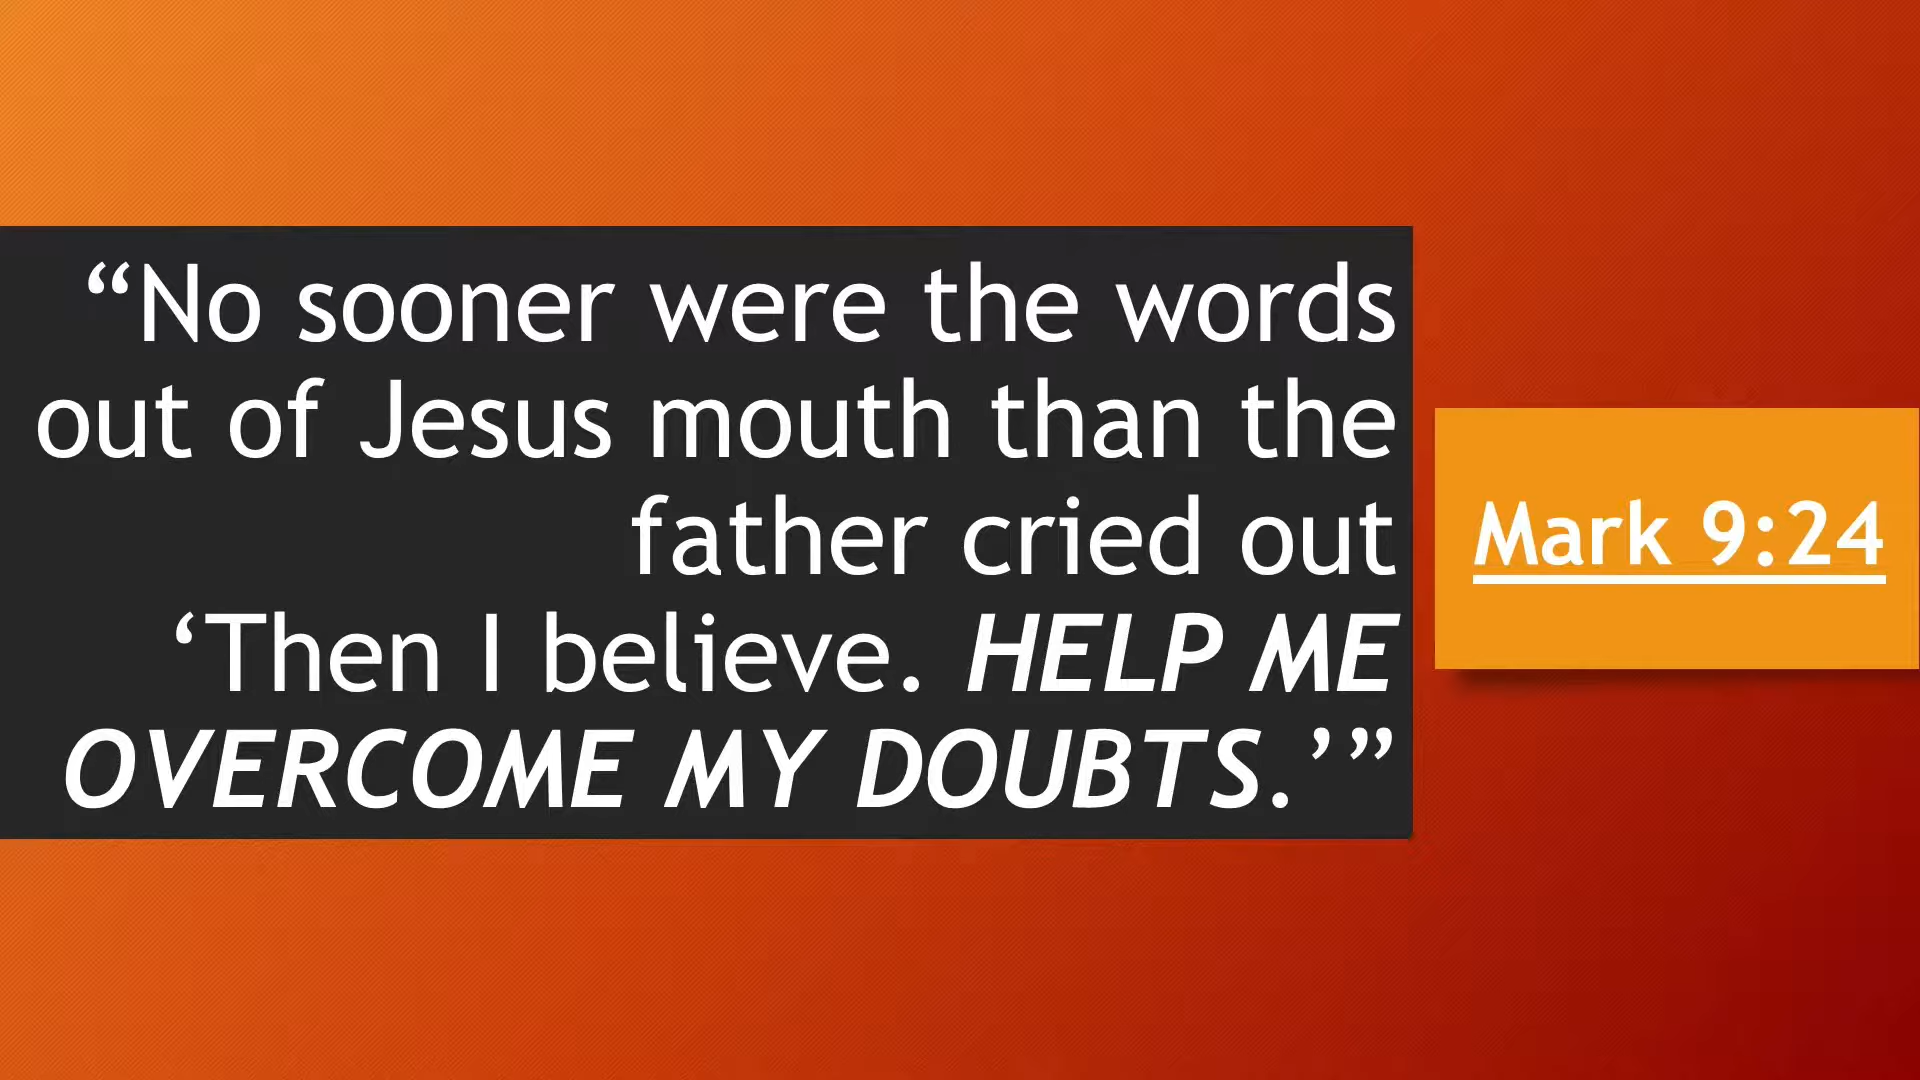 “No sooner were the words
out of Jesus mouth than the
father cried out
‘Then I believe. HELP ME
OVERCOME MY DOUBTS.’”
Mark 9:24